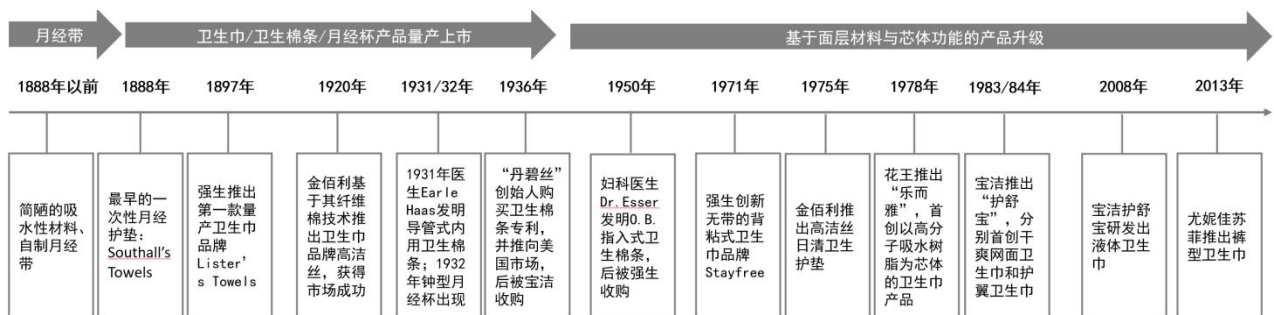 月经带
卫生巾/卫生棉条/月经杯产品量产上市
基于面层材料与芯体功能的产品升级
1888年以前
1888年
1897年
1920年
1931/32年
1936年
1950年
1971年
1975年
1978年
1983/84年
2008年
2013年
简陋的吸
水性材料、
自制月经
带
最早的一
次性月经
护垫：
Southall's
Towels
强生推出
第一款量
产卫生巾
品牌
Lister'
s Towels
金佰利基
于其纤维
棉技术推
出卫生巾
品牌高洁
丝，获得
市场成功
1931年医
生Earle
Haas发明
导管式内
用卫生棉
条；1932
年钟型月
经杯出现
“丹碧丝”
创始人购
买卫生棉
条专利，
并推向美
国市场，
后被宝洁
收购
妇科医生
Dr.Esser
发明O.B.
指入式卫
生棉条，
后被强生
收购
强生创新
无带的背
粘式卫生
巾品牌
Stayfree
金佰利推
出高洁丝
日清卫生
护垫
花王推出
“乐而
雅”，首
创以高分
子吸水树
脂为芯体
的卫生巾
产品
宝洁推出
“护舒
宝”，分
别首创干
爽网面卫
生巾和护
翼卫生巾
宝洁护舒
宝研发出
液体卫生
巾
尤妮佳苏
菲推出裤
型卫生巾